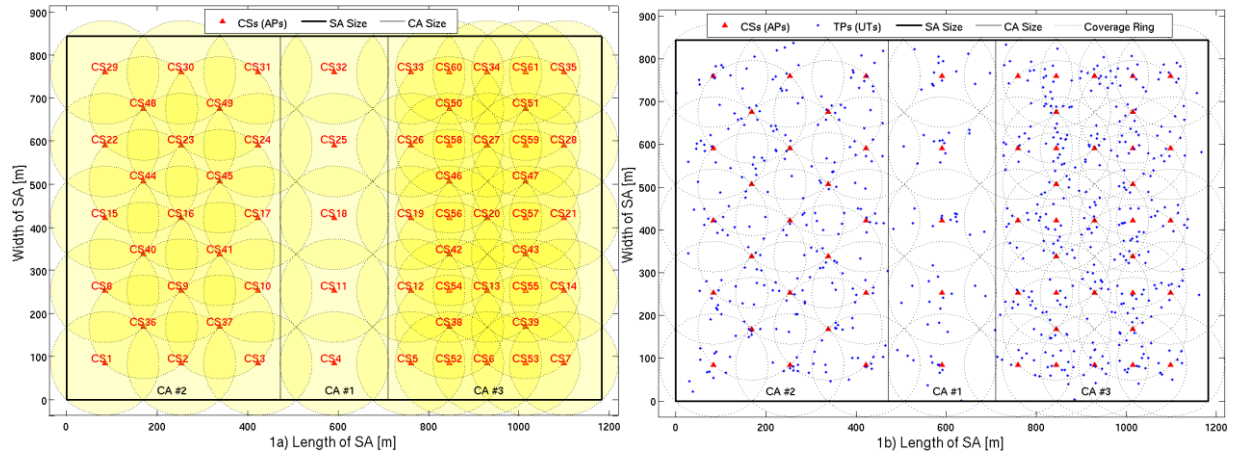 CSs (APs) SA Size CA Size
900
800
700
600
500
400
300
200
100
0
Width of SA [m]
CS29 CS30 CS31 CS32 CS33 CS60 CS34 CS61 CS35
CS48 CS49 CS50 CS51
CS22 CS23 CS24 CS25 CS26 CS58 CS27 CS59 CS28
CS44 CS45 CS46 CS47
CS15 CS16 CS17 CS18 CS19 CS56 CS20 CS57 CS21
CS40 CS41 CS42 CS43
CS8 CS9 CS10 CS11 CS12 CS54 CS13 CS55 CS14
CS36 CS37 CS38 CS39
CS1 CS2 CS3 CS4 CS5 CS52 CS6 CS53 CS7
CA #2 CA #1 CA #3
0 200 400 600 800 1000 1200
1a) Length of SA [m]
CSs (APs) TPs (UTs) SA Size CA Size Coverage Ring
900
800
700
600
500
400
300
200
100
0
Width of SA [m]
CA #2 CA #1 CA #3
0 200 400 600 800 1000 1200
1b) Length of SA [m]